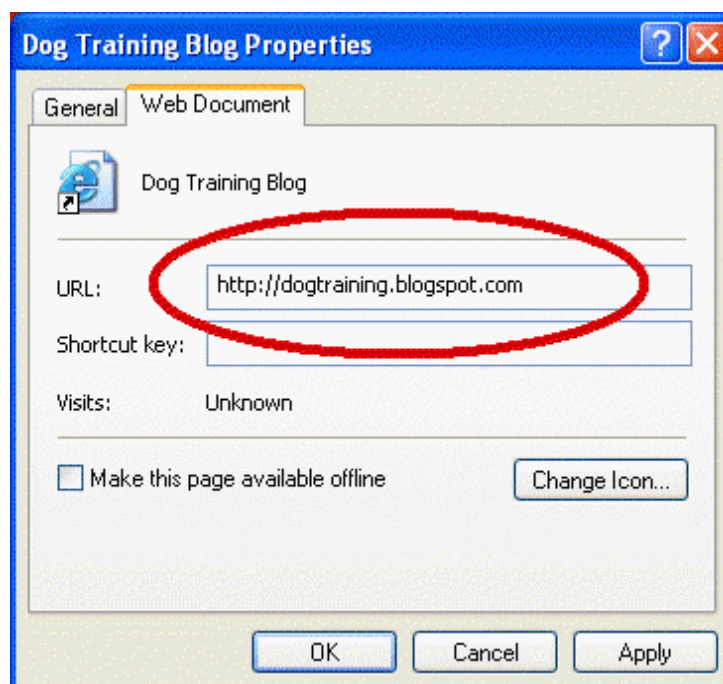 Dog Training Blog Properties
General Web Document
Dog Training Blog
URL: http://dogtraining.blogspot.com
Shortcut key:
Visits: Unknown
Make this page available offline Change Icon...
OK Cancel Apply